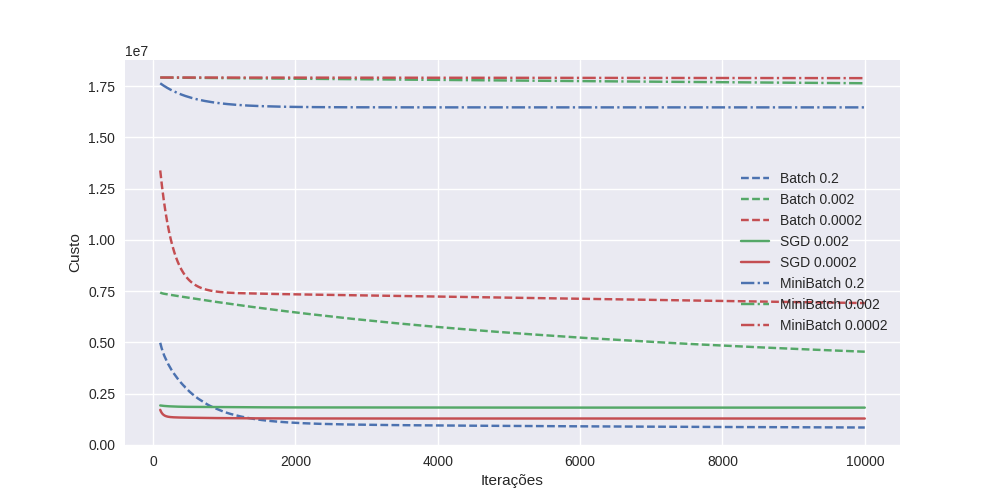 1e7
1.75
1.50
1.25
1.00
0.75
0.50
0.25
0.00
Custo
Batch 0.2
Batch 0.002
Batch 0.0002
SGD 0.002
SGD 0.0002
MiniBatch 0.2
MiniBatch 0.002
MiniBatch 0.0002
0 2000 4000 6000 8000 10000
Iterações